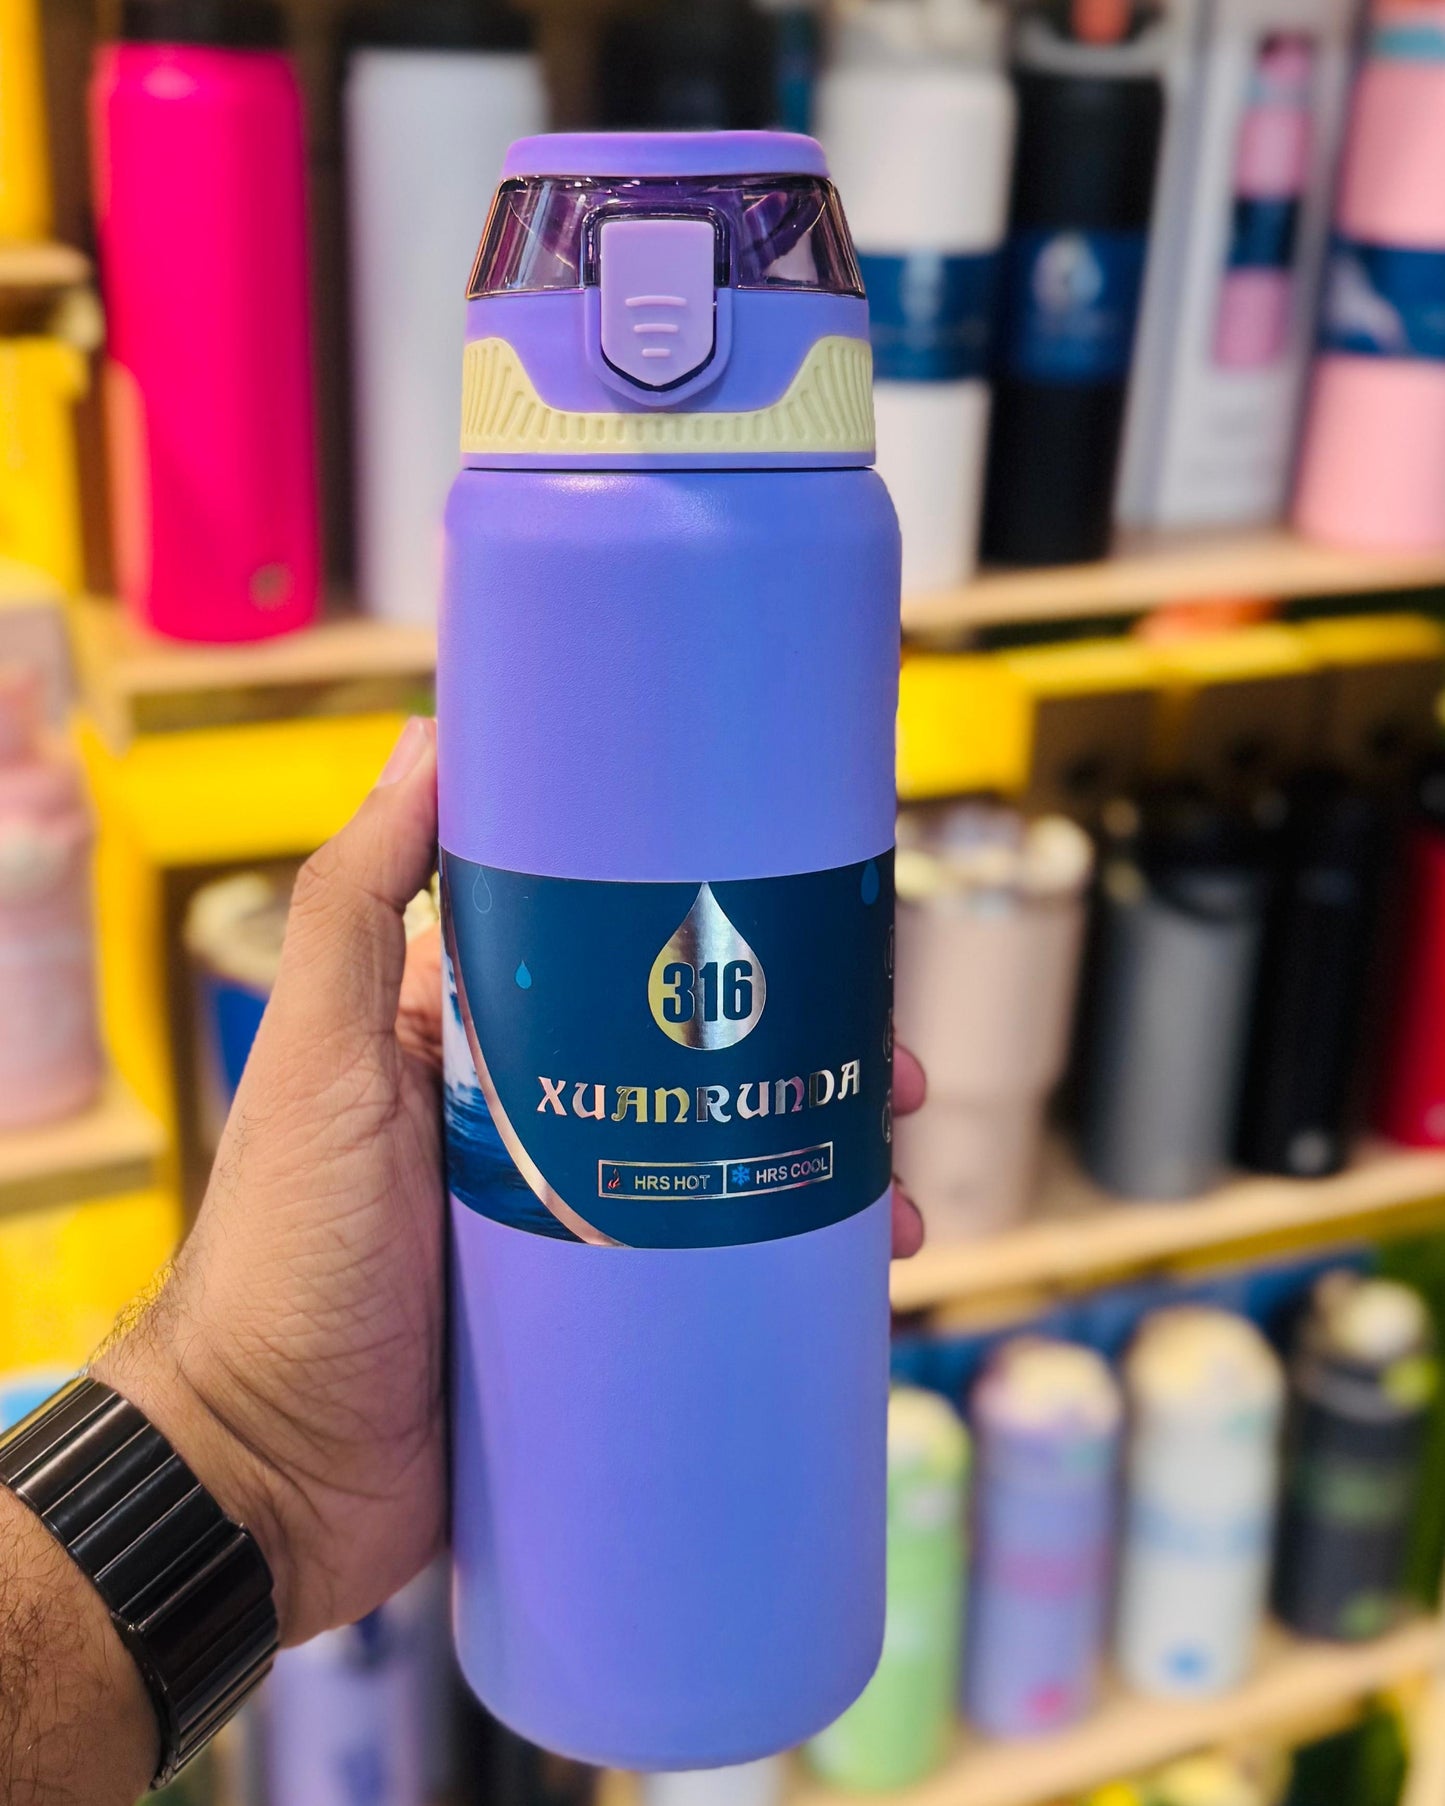 316
XUANRUNDA
HRS HOT HRS COOL